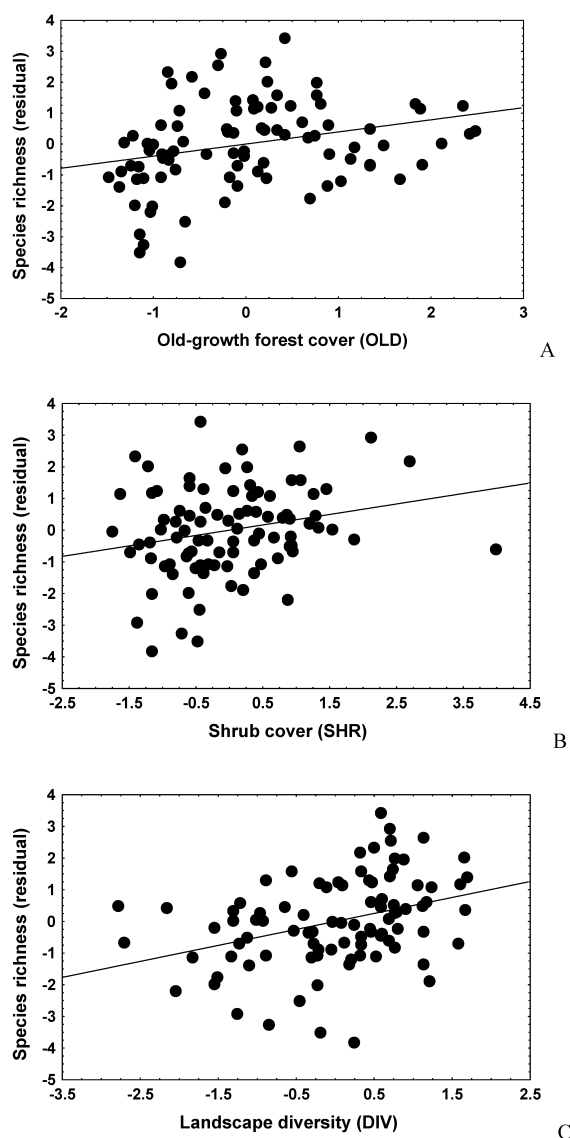 Species richness (residual)
4
3
2
1
0
-1
-2
-3
-4
-5
-2 -1 0 1 2 3
Old-growth forest cover (OLD)
A
Species richness (residual)
4
3
2
1
0
-1
-2
-3
-4
-5
-2.5 -1.5 -0.5 0.5 1.5 2.5 3.5 4.5
Shrub cover (SHR)
B
Species richness (residual)
4
3
2
1
0
-1
-2
-3
-4
-5
-3.5 -2.5 -1.5 -0.5 0.5 1.5 2.5
Landscape diversity (DIV)
C